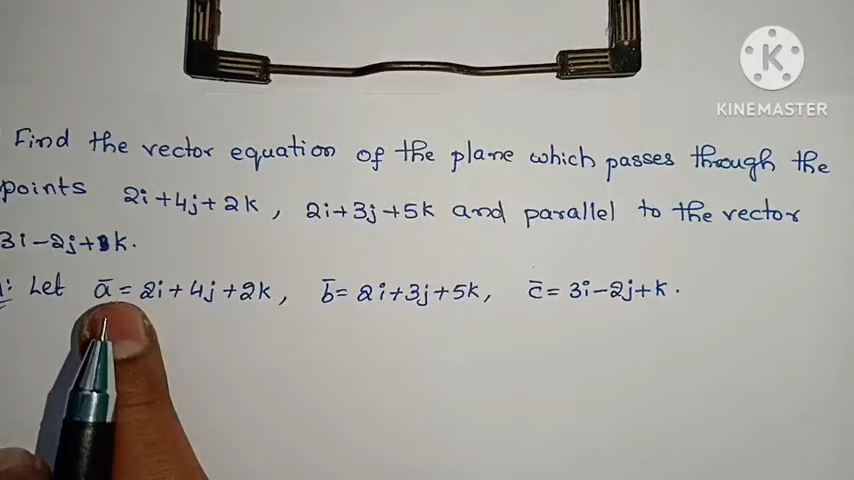 K
KINEMASTER
Find the vector equation of the plane which passes through the
points 2i+4j+2k, 2i+3j+5k and parallel to the vector
3i-2j+k.
: Let a̅ = 2i+4j+2k, b̅ = 2i+3j+5k, c̅ = 3i-2j+k.